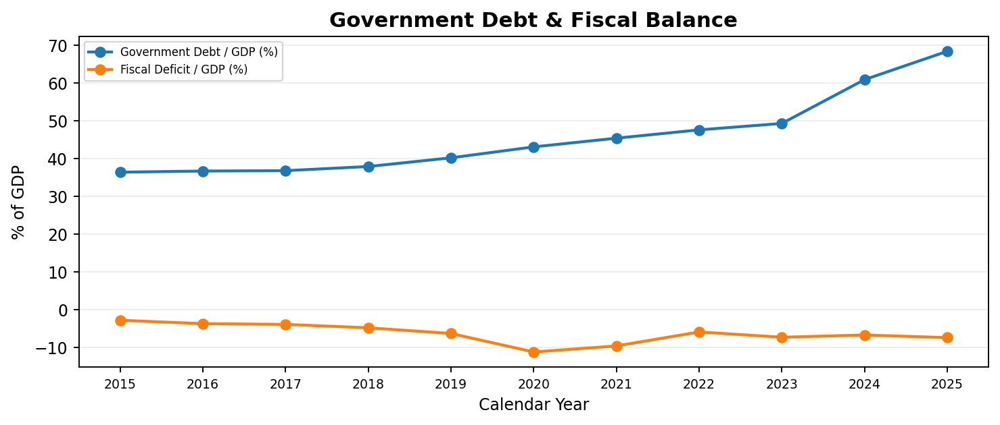 Government Debt & Fiscal Balance
Government Debt / GDP (%)
Fiscal Deficit / GDP (%)
% of GDP
70
60
50
40
30
20
10
0
−10
2015 2016 2017 2018 2019 2020 2021 2022 2023 2024 2025
Calendar Year